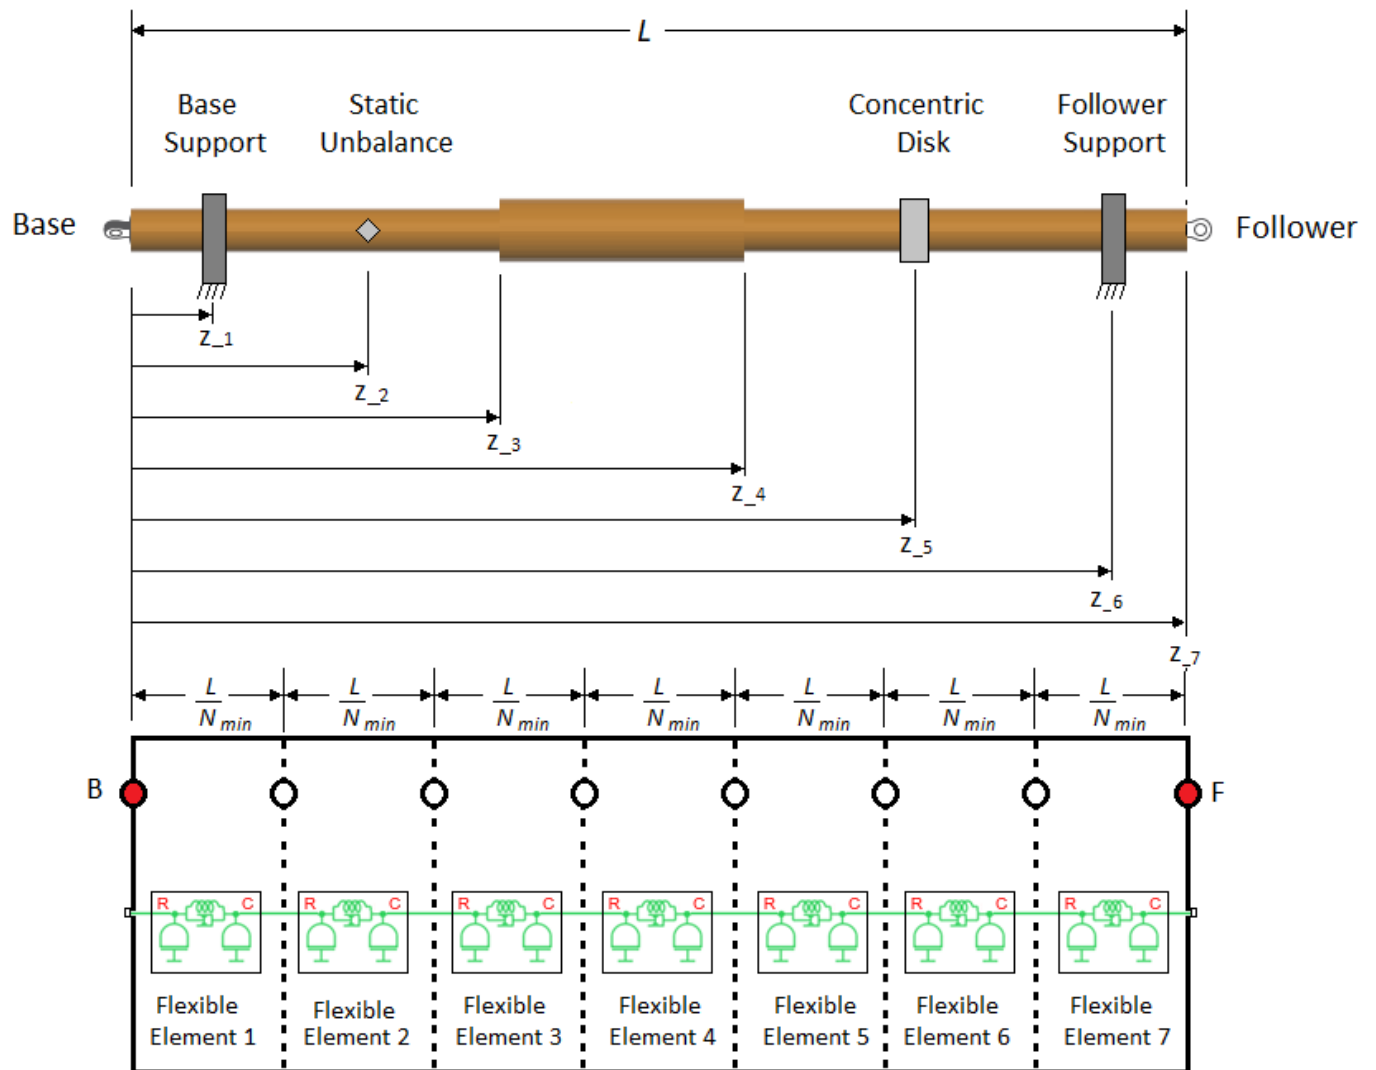 L
Base
Support
Static
Unbalance
Concentric
Disk
Follower
Support
Base
Follower
z_1
z_2
z_3
z_4
z_5
z_6
z_7
L
N min
L
N min
L
N min
L
N min
L
N min
L
N min
L
N min
B
F
R C
R C
R C
R C
R C
R C
R C
Flexible
Element 1
Flexible
Element 2
Flexible
Element 3
Flexible
Element 4
Flexible
Element 5
Flexible
Element 6
Flexible
Element 7